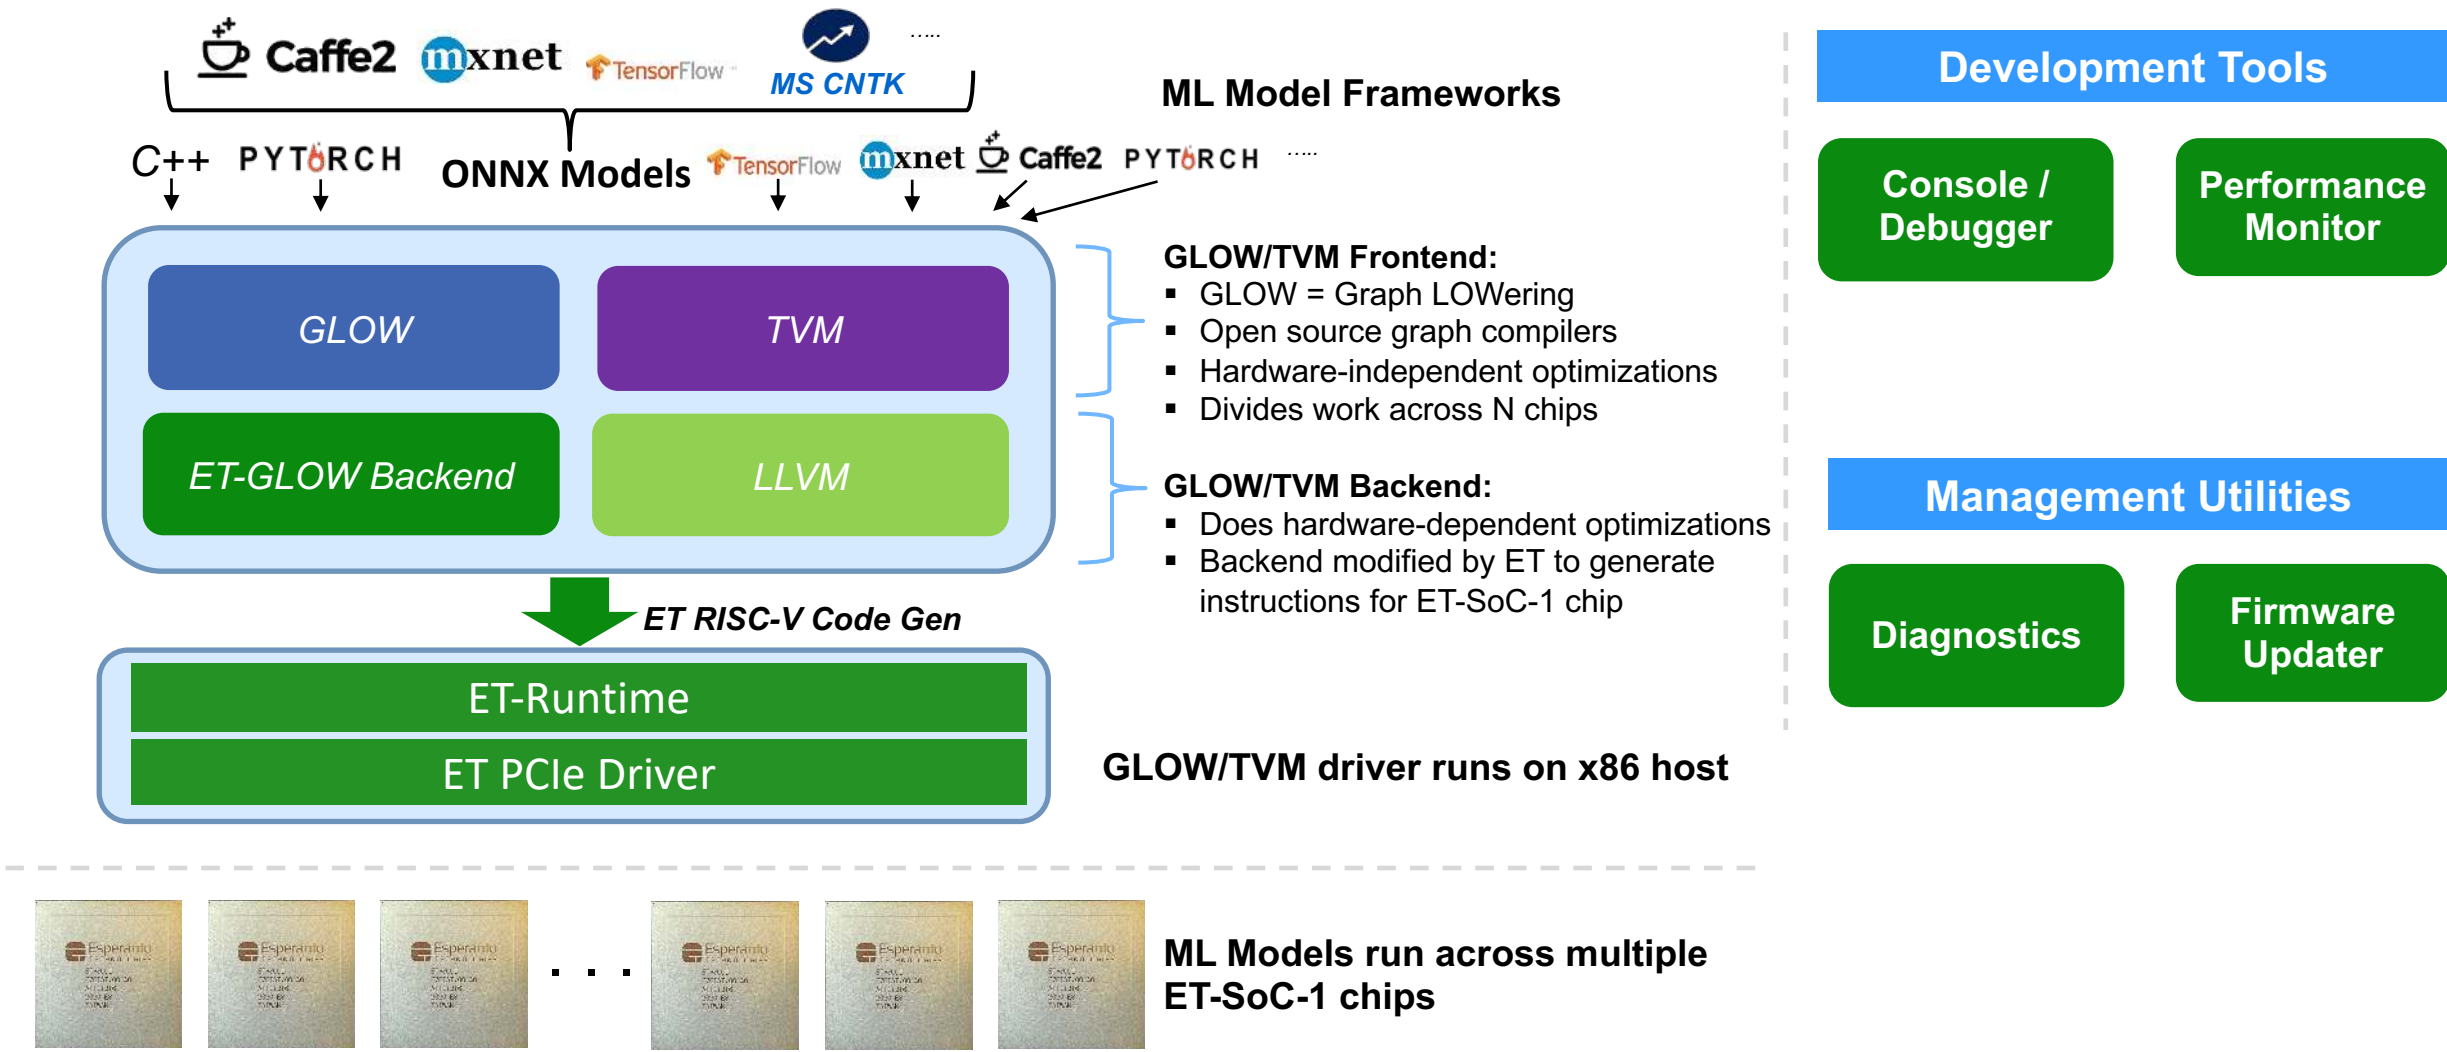 Caffe2 mxnet TensorFlow
MS CNTK
.....
ML Model Frameworks
C++ PYTORCH ONNX Models TensorFlow mxnet Caffe2 PYTORCH .....
GLOW
TVM
ET-GLOW Backend
LLVM
GLOW/TVM Frontend:
▪ GLOW = Graph LOWering
▪ Open source graph compilers
▪ Hardware-independent optimizations
▪ Divides work across N chips
GLOW/TVM Backend:
▪ Does hardware-dependent optimizations
▪ Backend modified by ET to generate
instructions for ET-SoC-1 chip
ET RISC-V Code Gen
ET-Runtime
ET PCIe Driver
GLOW/TVM driver runs on x86 host
Esperanto
Esperanto
Esperanto
. . .
Esperanto
Esperanto
Esperanto
ML Models run across multiple
ET-SoC-1 chips
Development Tools
Console /
Debugger
Performance
Monitor
Management Utilities
Diagnostics
Firmware
Updater